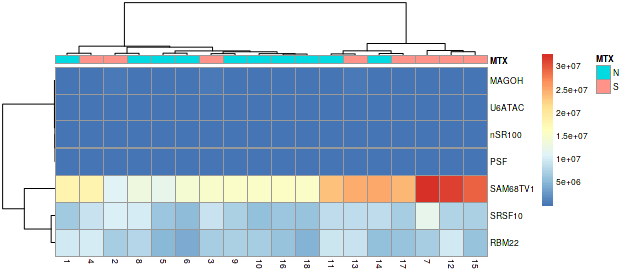 MTX
MAGOH
U6ATAC
nSR100
PSF
SAM68TV1
SRSF10
RBM22
1 4 2 8 5 6 3 9 10 16 18 11 13 14 17 7 12 15
3e+07
2.5e+07
2e+07
1.5e+07
1e+07
5e+06
MTX
N
S